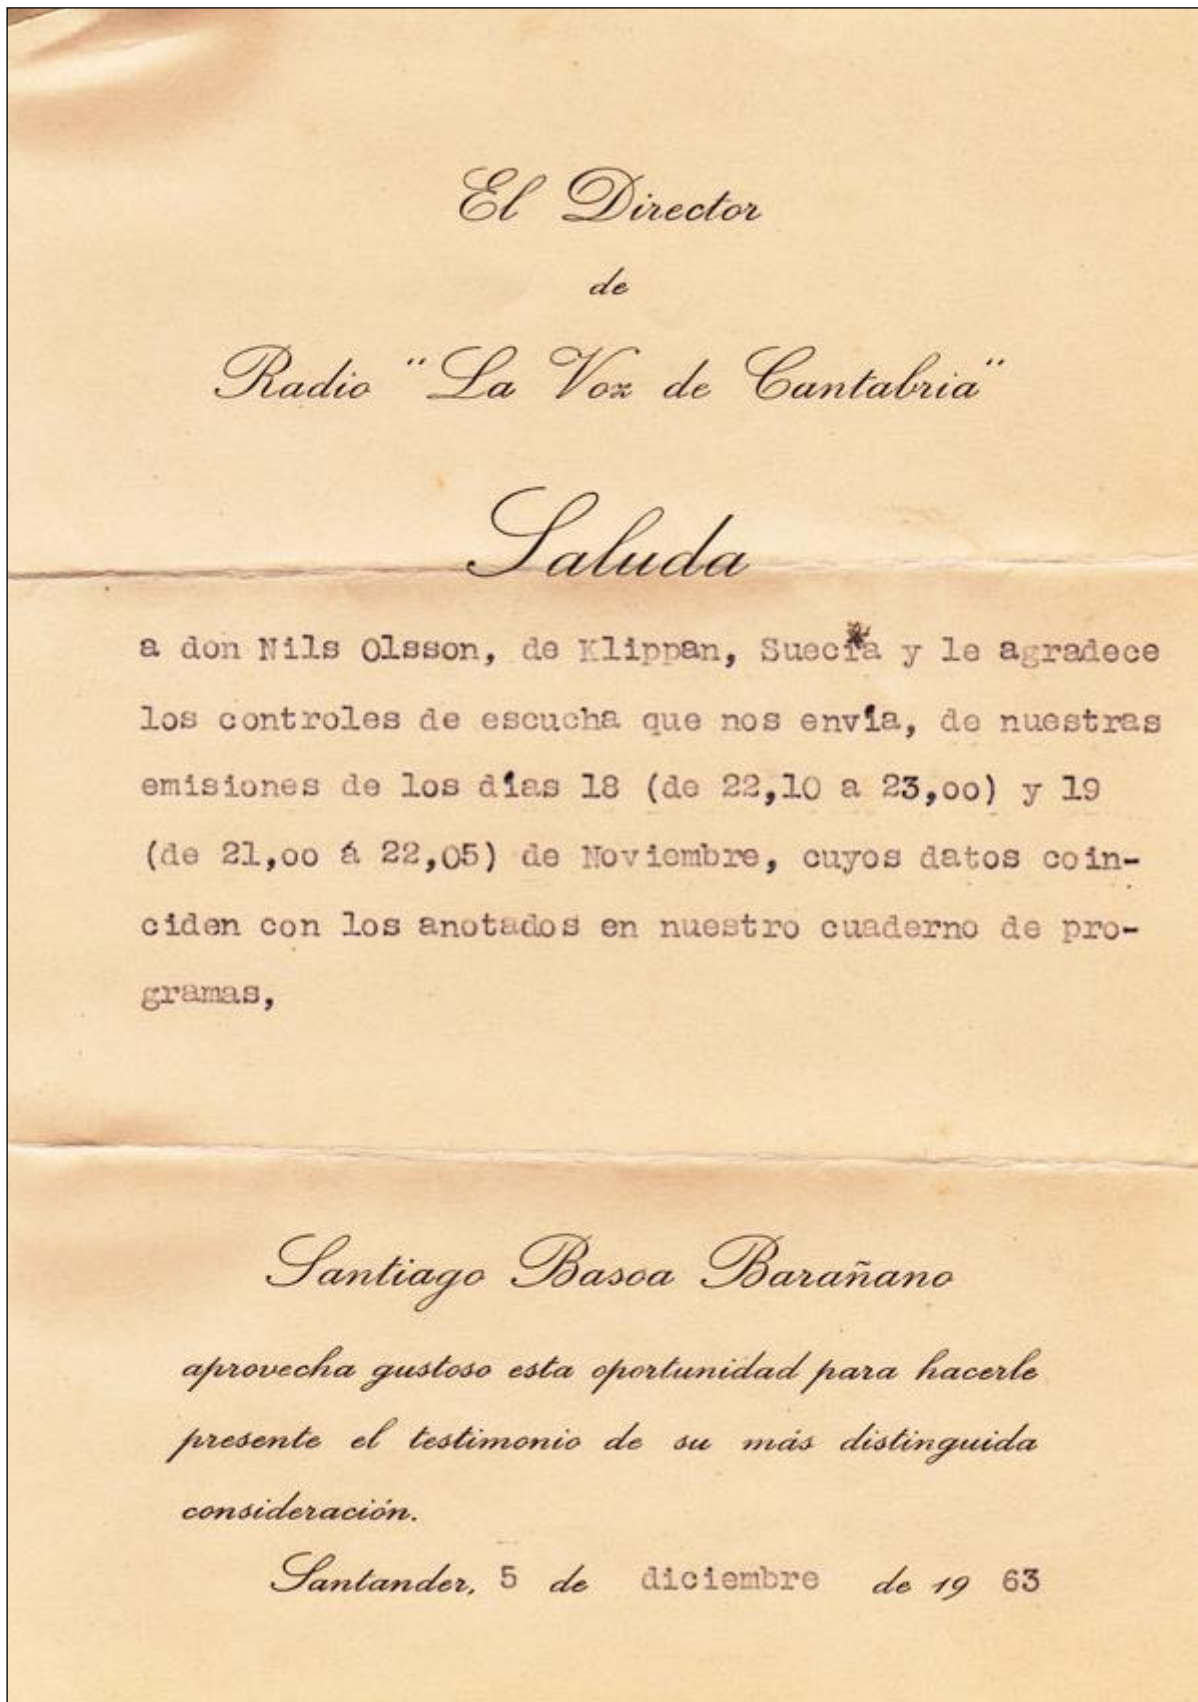 El Director
de
Radio "La Voz de Cantabria"
Saluda
a don Nils Olsson, de Klippan, Suecia y le agradece
los controles de escucha que nos envía, de nuestras
emisiones de los días 18 (de 22,10 a 23,oo) y 19
(de 21,oo á 22,05) de Noviembre, cuyos datos coin-
ciden con los anotados en nuestro cuaderno de pro-
gramas,
Santiago Basoa Barañano
aprovecha gustoso esta oportunidad para hacerle
presente el testimonio de su más distinguida
consideración.
Santander, 5 de diciembre de 19 63